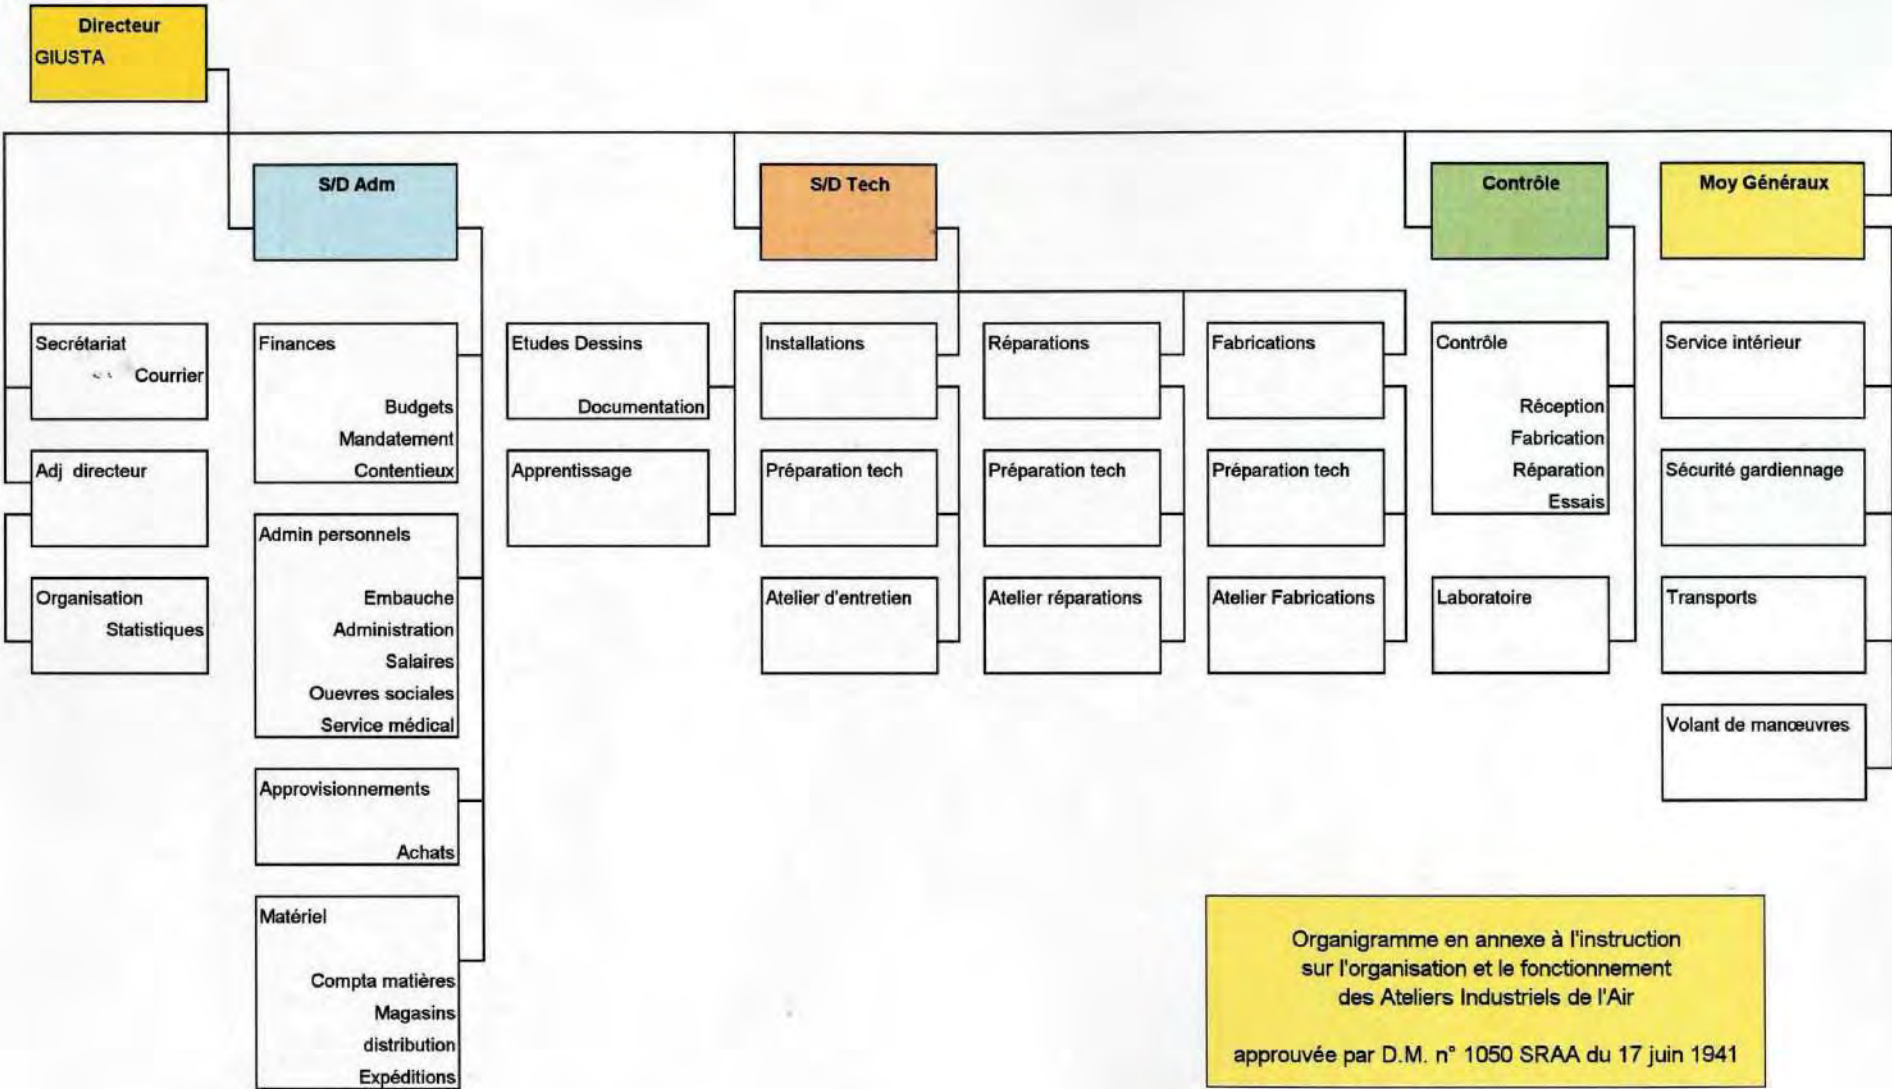 Directeur
GIUSTA
S/D Adm
S/D Tech
Contrôle
Moy Généraux
Secrétariat
Courrier
Adj directeur
Organisation
Statistiques
Finances
Budgets
Mandatement
Contentieux
Admin personnels
Embauche
Administration
Salaires
Ouevres sociales
Service médical
Approvisionnements
Achats
Matériel
Compta matières
Magasins
distribution
Expéditions
Etudes Dessins
Documentation
Apprentissage
Installations
Préparation tech
Atelier d'entretien
Réparations
Préparation tech
Atelier réparations
Fabrications
Préparation tech
Atelier Fabrications
Contrôle
Réception
Fabrication
Réparation
Essais
Laboratoire
Service intérieur
Sécurité gardiennage
Transports
Volant de manœuvres
Organigramme en annexe à l'instruction
sur l'organisation et le fonctionnement
des Ateliers Industriels de l'Air
approuvée par D.M. n° 1050 SRAA du 17 juin 1941